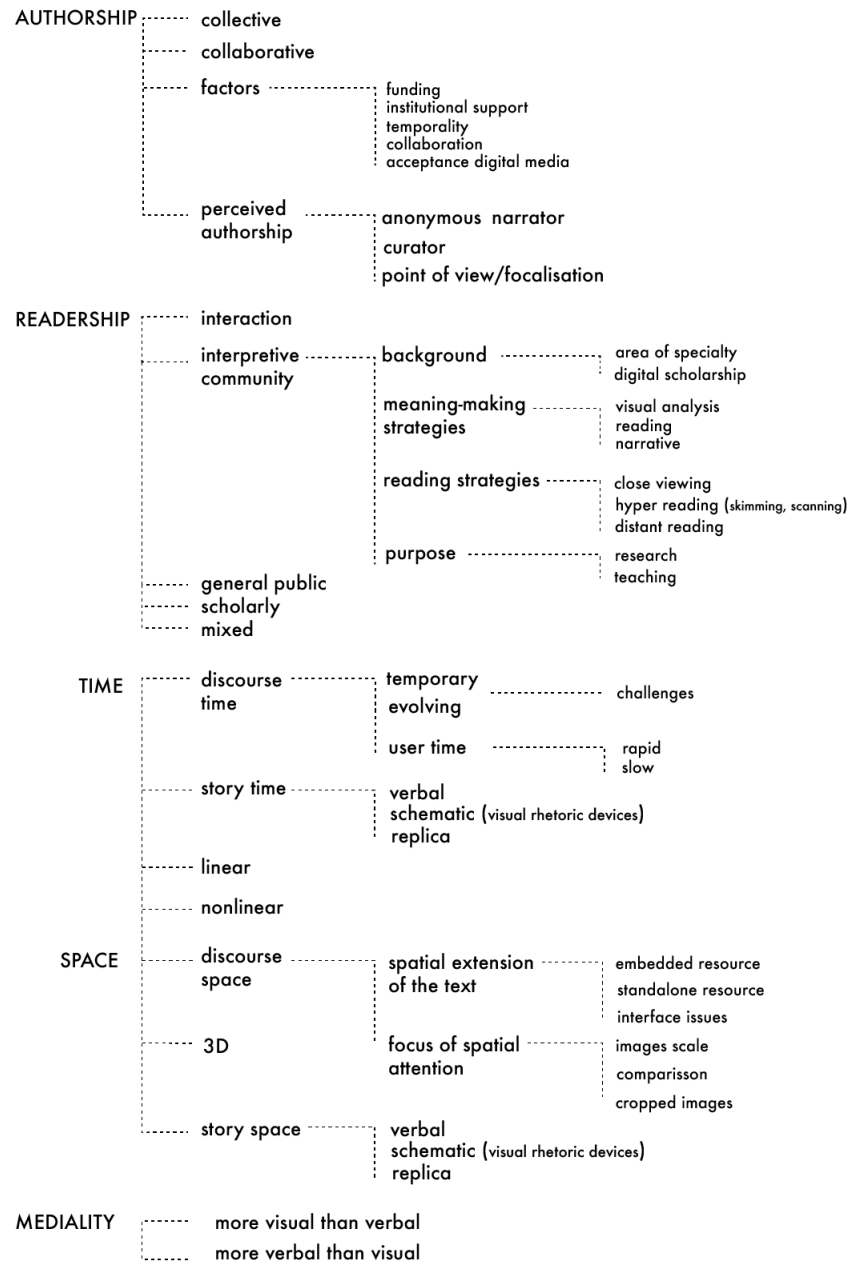 AUTHORSHIP collective
collaborative
factors funding
institutional support
temporality
collaboration
acceptance digital media
perceived
authorship
anonymous narrator
curator
point of view/focalisation
READERSHIP interaction
interpretive
community
background area of specialty
digital scholarship
meaning-making
strategies
visual analysis
reading
narrative
reading strategies close viewing
hyper reading (skimming, scanning)
distant reading
purpose research
teaching
general public
scholarly
mixed
TIME discourse
time
temporary
evolving
challenges
user time rapid
slow
story time verbal
schematic (visual rhetoric devices)
replica
linear
nonlinear
SPACE discourse
space
spatial extension
of the text
embedded resource
standalone resource
interface issues
3D
focus of spatial
attention
images scale
comparisson
cropped images
story space verbal
schematic (visual rhetoric devices)
replica
MEDIALITY more visual than verbal
more verbal than visual